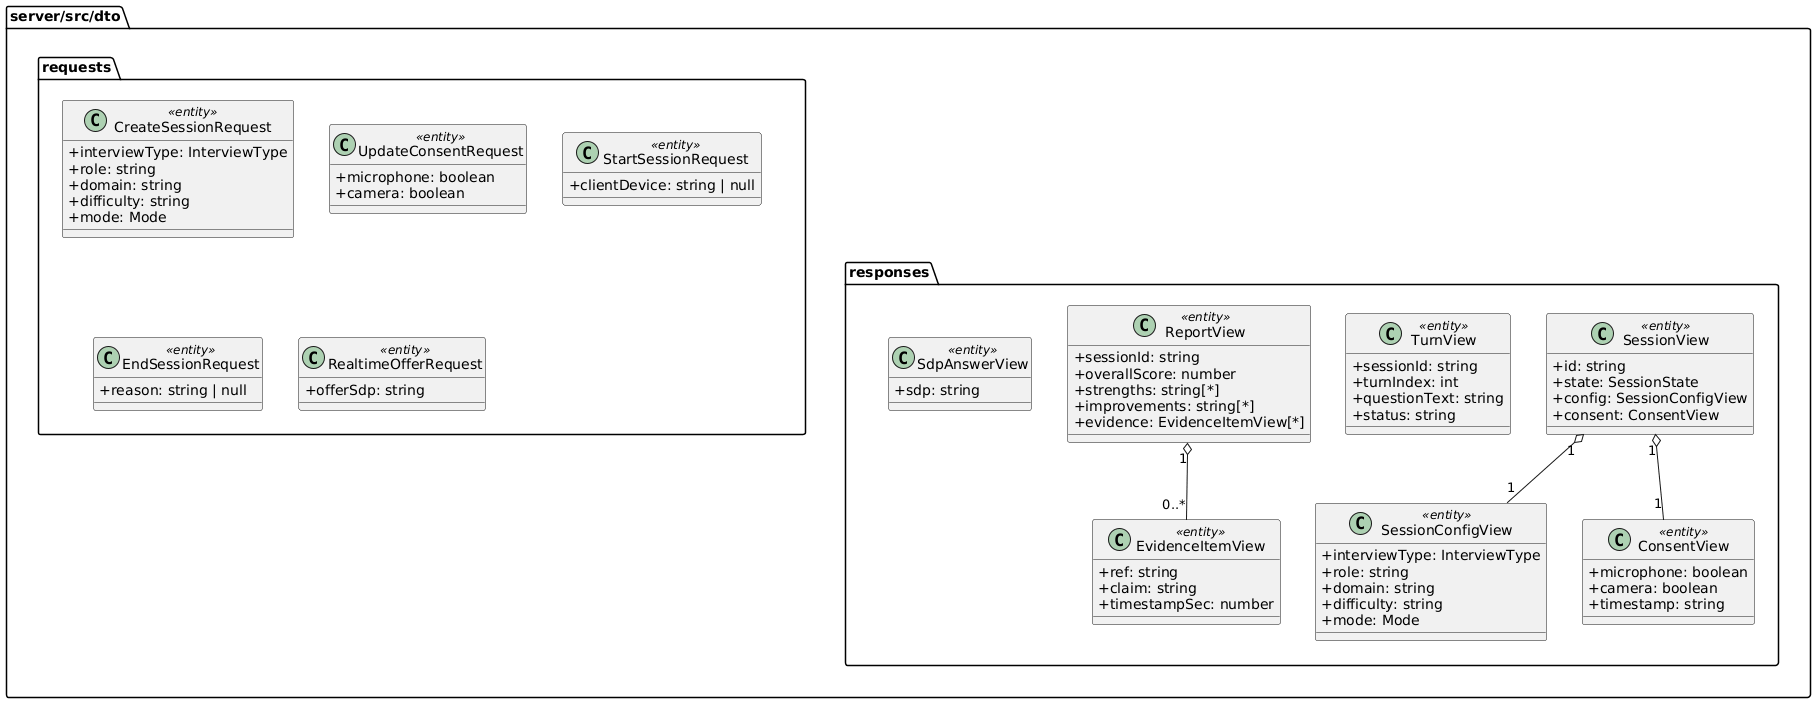 server/src/dto
requests
C
«entity»
CreateSessionRequest
+interviewType: InterviewType
+role: string
+domain: string
+difficulty: string
+mode: Mode
C
«entity»
UpdateConsentRequest
+microphone: boolean
+camera: boolean
C
«entity»
StartSessionRequest
+clientDevice: string | null
C
«entity»
EndSessionRequest
+reason: string | null
C
«entity»
RealtimeOfferRequest
+offerSdp: string
responses
C
«entity»
SdpAnswerView
+sdp: string
C
«entity»
ReportView
+sessionId: string
+overallScore: number
+strengths: string[*]
+improvements: string[*]
+evidence: EvidenceItemView[*]
C
«entity»
TurnView
+sessionId: string
+turnIndex: int
+questionText: string
+status: string
C
«entity»
SessionView
+id: string
+state: SessionState
+config: SessionConfigView
+consent: ConsentView
1
0..*
1
1
1
1
C
«entity»
EvidenceItemView
+ref: string
+claim: string
+timestampSec: number
C
«entity»
SessionConfigView
+interviewType: InterviewType
+role: string
+domain: string
+difficulty: string
+mode: Mode
C
«entity»
ConsentView
+microphone: boolean
+camera: boolean
+timestamp: string